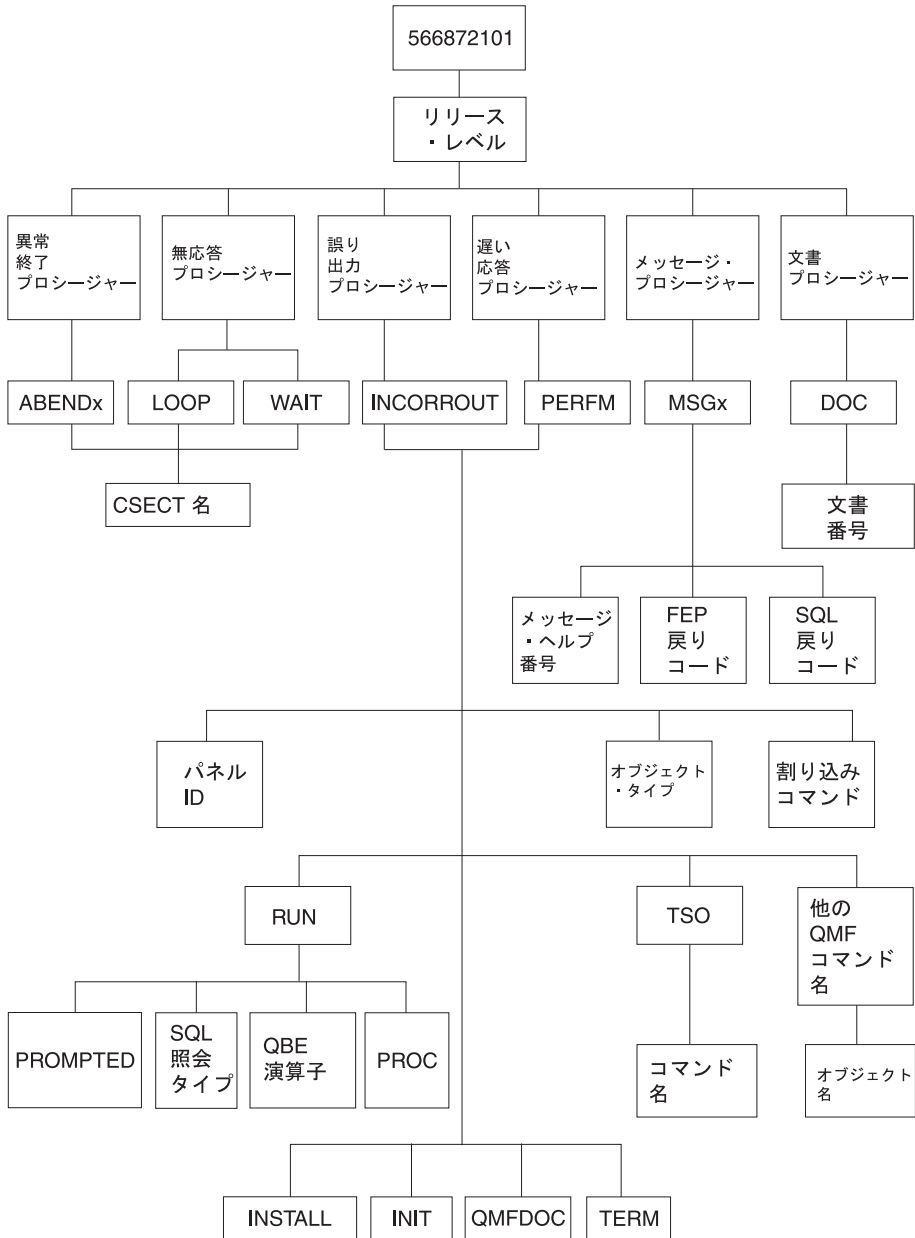 566872101
リリース
・レベル
異常
終了
プロシージャー
無応答
プロシージャー
誤り
出力
プロシージャー
遅い
応答
プロシージャー
メッセージ・
プロシージャー
文書
プロシージャー
ABENDx
LOOP
WAIT
INCORROUT
PERFM
MSGx
DOC
CSECT 名
文書
番号
メッセージ
・ヘルプ
番号
FEP
戻り
コード
SQL
戻り
コード
パネル
ID
オブジェクト
・タイプ
割り込み
コマンド
RUN
TSO
他の
QMF
コマンド
名
PROMPTED
SQL
照会
タイプ
QBE
演算子
PROC
コマンド
名
オブジェクト
名
INSTALL
INIT
QMFDOC
TERM